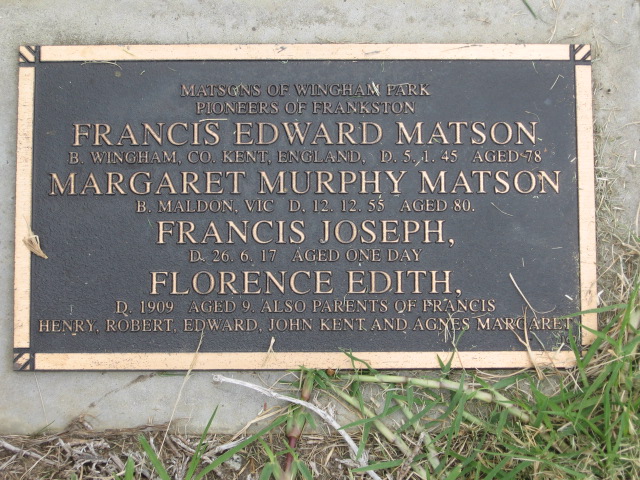 MATSONS OF WINGHAM PARK
PIONEERS OF FRANKSTON
FRANCIS EDWARD MATSON
B. WINGHAM, CO. KENT, ENGLAND, D. 5. 1. 45 AGED 78
MARGARET MURPHY MATSON
B. MALDON, VIC D. 12. 12. 55 AGED 80.
FRANCIS JOSEPH,
D. 26. 6. 17 AGED ONE DAY
FLORENCE EDITH,
D. 1909 AGED 9. ALSO PARENTS OF FRANCIS
HENRY, ROBERT, EDWARD, JOHN KENT AND AGNES MARGARET